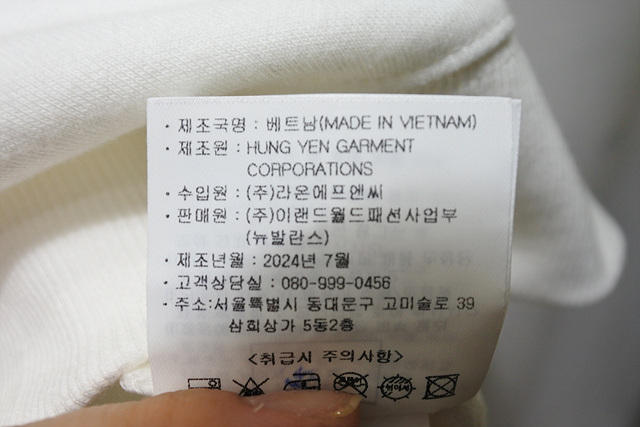 · 제조국명 : 베트남(MADE IN VIETNAM)
· 제조원 : HUNG YEN GARMENT
CORPORATIONS
· 수입원 : (주)라온에프엔씨
· 판매원 : (주)이랜드월드패션사업부
(뉴발란스)
· 제조년월 : 2024년 7월
· 고객상담실 : 080-999-0456
· 주소:서울특별시 동대문구 고미술로 39
삼희상가 5동2층
<취급시 주의사항>